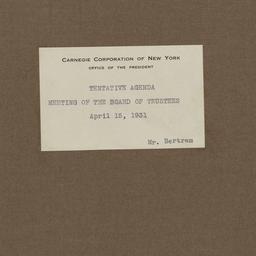 CARNEGIE CORPORATION OF NEW YORK
OFFICE OF THE PRESIDENT
TENTATIVE AGENDA
MEETING OF THE BOARD OF TRUSTEES
April 15, 1931
Mr. Bertram